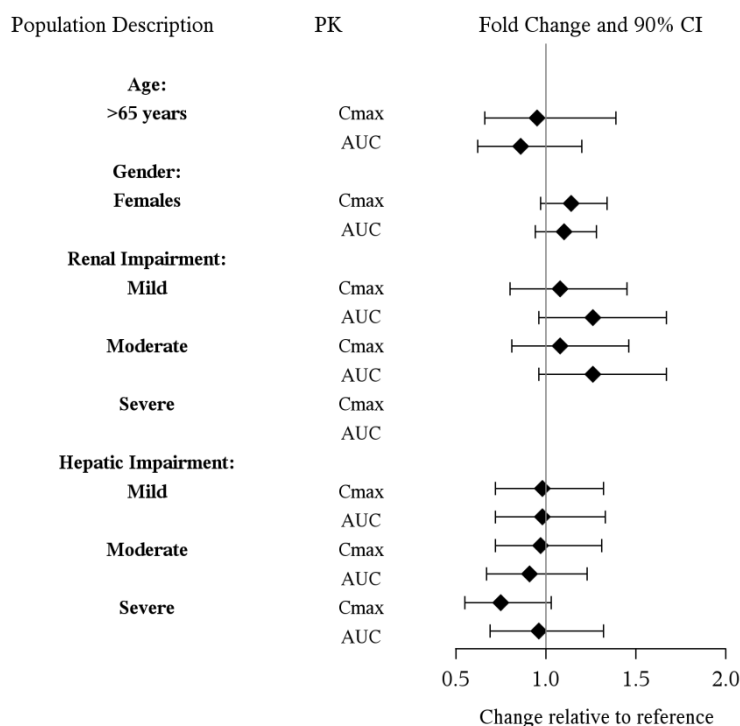 Population Description PK Fold Change and 90% CI
Age:
>65 years Cmax
AUC
Gender:
Females Cmax
AUC
Renal Impairment:
Mild Cmax
AUC
Moderate Cmax
AUC
Severe Cmax
AUC
Hepatic Impairment:
Mild Cmax
AUC
Moderate Cmax
AUC
Severe Cmax
AUC
0.5 1.0 1.5 2.0
Change relative to reference